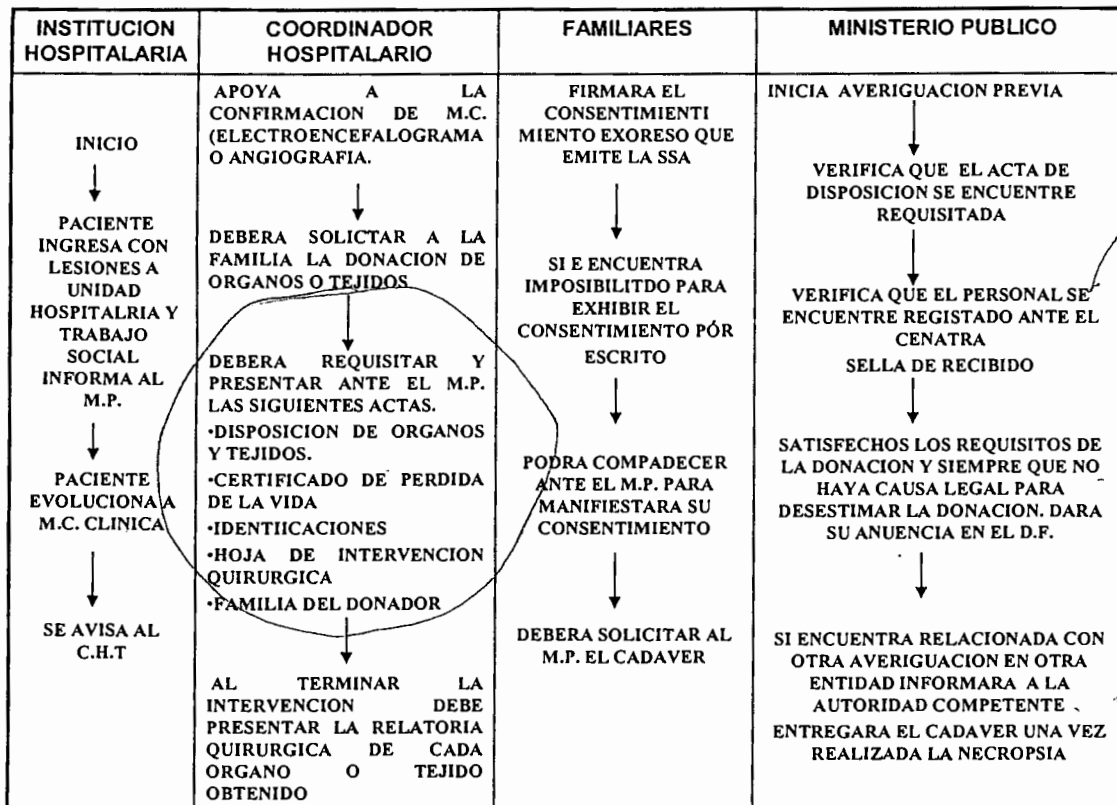 INSTITUCION
HOSPITALARIA
INICIO
PACIENTE
INGRESA CON
LESIONES A
UNIDAD
HOSPITALRIA Y
TRABAJO
SOCIAL
INFORMA AL
M.P.
PACIENTE
EVOLUCIONA A
M.C. CLINICA
SE AVISA AL
C.H.T
COORDINADOR
HOSPITALARIO
APOYA A LA
CONFIRMACION DE M.C.
(ELECTROENCEFALOGRAMA
O ANGIOGRAFIA.
DEBERA SOLICTAR A LA
FAMILIA LA DONACION DE
ORGANOS O TEJIDOS
DEBERA REQUISITAR Y
PRESENTAR ANTE EL M.P.
LAS SIGUIENTES ACTAS.
•DISPOSICION DE ORGANOS
Y TEJIDOS.
•CERTIFICADO DE PERDIDA
DE LA VIDA
•IDENTIICACIONES
•HOJA DE INTERVENCION
QUIRURGICA
•FAMILIA DEL DONADOR
AL TERMINAR LA
INTERVENCION DEBE
PRESENTAR LA RELATORIA
QUIRURGICA DE CADA
ORGANO O TEJIDO
OBTENIDO
FAMILIARES
FIRMARA EL
CONSENTIMIENTI
MIENTO EXORESO QUE
EMITE LA SSA
SI E ENCUENTRA
IMPOSIBILITDO PARA
EXHIBIR EL
CONSENTIMIENTO PÓR
ESCRITO
PODRA COMPADECER
ANTE EL M.P. PARA
MANIFIESTARA SU
CONSENTIMIENTO
DEBERA SOLICITAR AL
M.P. EL CADAVER
MINISTERIO PUBLICO
INICIA AVERIGUACION PREVIA
VERIFICA QUE EL ACTA DE
DISPOSICION SE ENCUENTRE
REQUISITADA
VERIFICA QUE EL PERSONAL SE
ENCUENTRE REGISTADO ANTE EL
CENATRA
SELLA DE RECIBIDO
SATISFECHOS LOS REQUISITOS DE
LA DONACION Y SIEMPRE QUE NO
HAYA CAUSA LEGAL PARA
DESESTIMAR LA DONACION. DARA
SU ANUENCIA EN EL D.F.
SI ENCUENTRA RELACIONADA CON
OTRA AVERIGUACION EN OTRA
ENTIDAD INFORMARA A LA
AUTORIDAD COMPETENTE
ENTREGARA EL CADAVER UNA VEZ
REALIZADA LA NECROPSIA